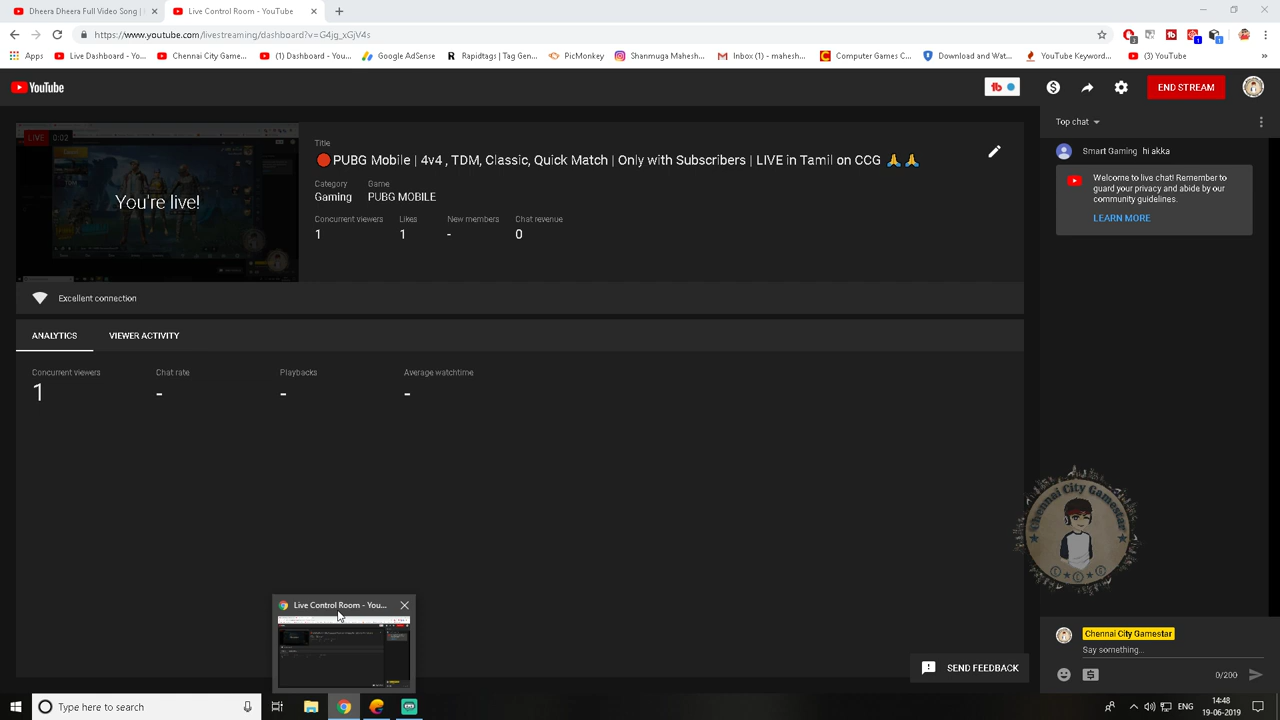 Dheera Dheera Full Video Song |
Live Control Room - YouTube
https://www.youtube.com/livestreaming/dashboard?v=G4jg_xGjV4s
Apps
Live Dashboard - Yo...
Chennai City Game...
(1) Dashboard - You...
Google AdSense
Rapidtags | Tag Gen...
PicMonkey
Shanmuga Mahesh...
Inbox (1) - mahesh...
Computer Games C...
Download and Wat...
YouTube Keyword...
(3) YouTube
YouTube
END STREAM
LIVE 0:02
You're live!
Title
🔴PUBG Mobile | 4v4 , TDM, Classic, Quick Match | Only with Subscribers | LIVE in Tamil on CCG 🙏 🙏
Category Game
Gaming PUBG MOBILE
Concurrent viewers Likes New members Chat revenue
1 1 - 0
Excellent connection
ANALYTICS VIEWER ACTIVITY
Concurrent viewers Chat rate Playbacks Average watchtime
1 - - -
Top chat
Smart Gaming hi akka
Welcome to live chat! Remember to
guard your privacy and abide by our
community guidelines.
LEARN MORE
Chennai City Gamestar
Live Control Room - You...
SEND FEEDBACK
Chennai City Gamestar
Say something...
0/200
Type here to search
ENG
14:48
19-06-2019